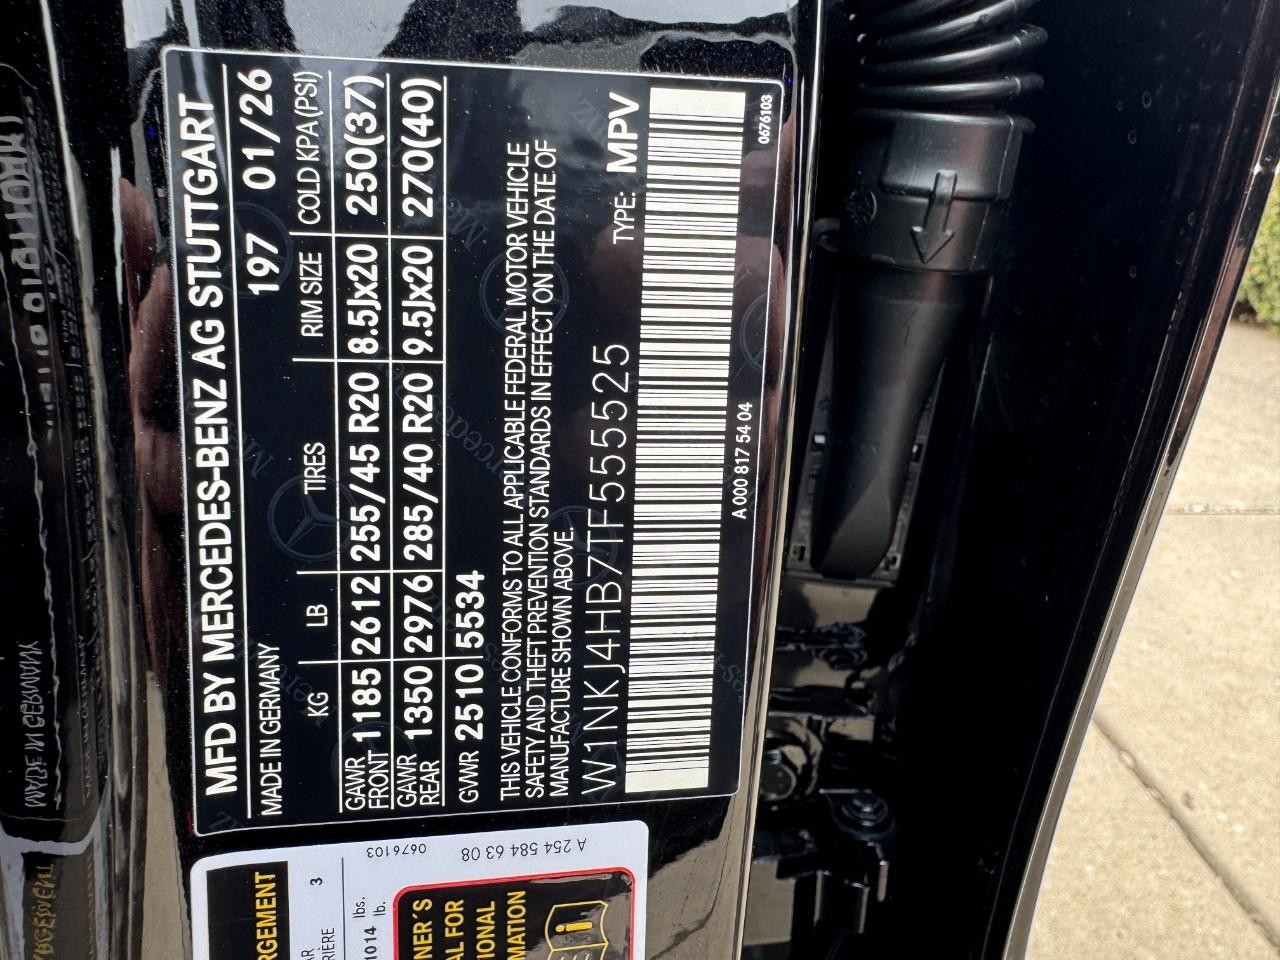 MFD BY MERCEDES-BENZ AG STUTTGART
MADE IN GERMANY 197 01/26
KG LB TIRES RIM SIZE COLD KPA (PSI)
GAWR FRONT 1185 2612 255/45 R20 8.5Jx20 250(37)
GAWR REAR 1350 2976 285/40 R20 9.5Jx20 270(40)
GVWR 2510 5534
THIS VEHICLE CONFORMS TO ALL APPLICABLE FEDERAL MOTOR VEHICLE
SAFETY AND THEFT PREVENTION STANDARDS IN EFFECT ON THE DATE OF
MANUFACTURE SHOWN ABOVE.
TYPE: MPV
W1NKJ4HB7TF555525
A 000 817 54 04
0676103
A 254 584 63 08
0676103
3
1014 lbs.
lb.